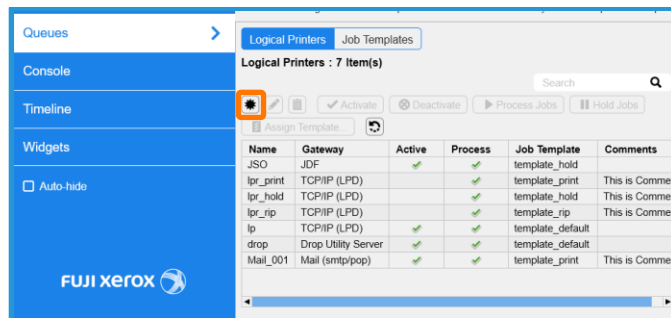 Queues
Console
Timeline
Widgets
Auto-hide
FUJI XEROX
Logical Printers Job Templates
Logical Printers : 7 Item(s)
Search
Activate Deactivate Process Jobs Hold Jobs
Assign Template...
Name Gateway Active Process Job Template Comments
JSO JDF template_hold
lpr_print TCP/IP (LPD) template_print This is Comme
lpr_hold TCP/IP (LPD) template_hold This is Comme
lpr_rip TCP/IP (LPD) template_rip This is Comme
lp TCP/IP (LPD) template_default
drop Drop Utility Server template_default
Mail_001 Mail (smtp/pop) template_print This is Comme